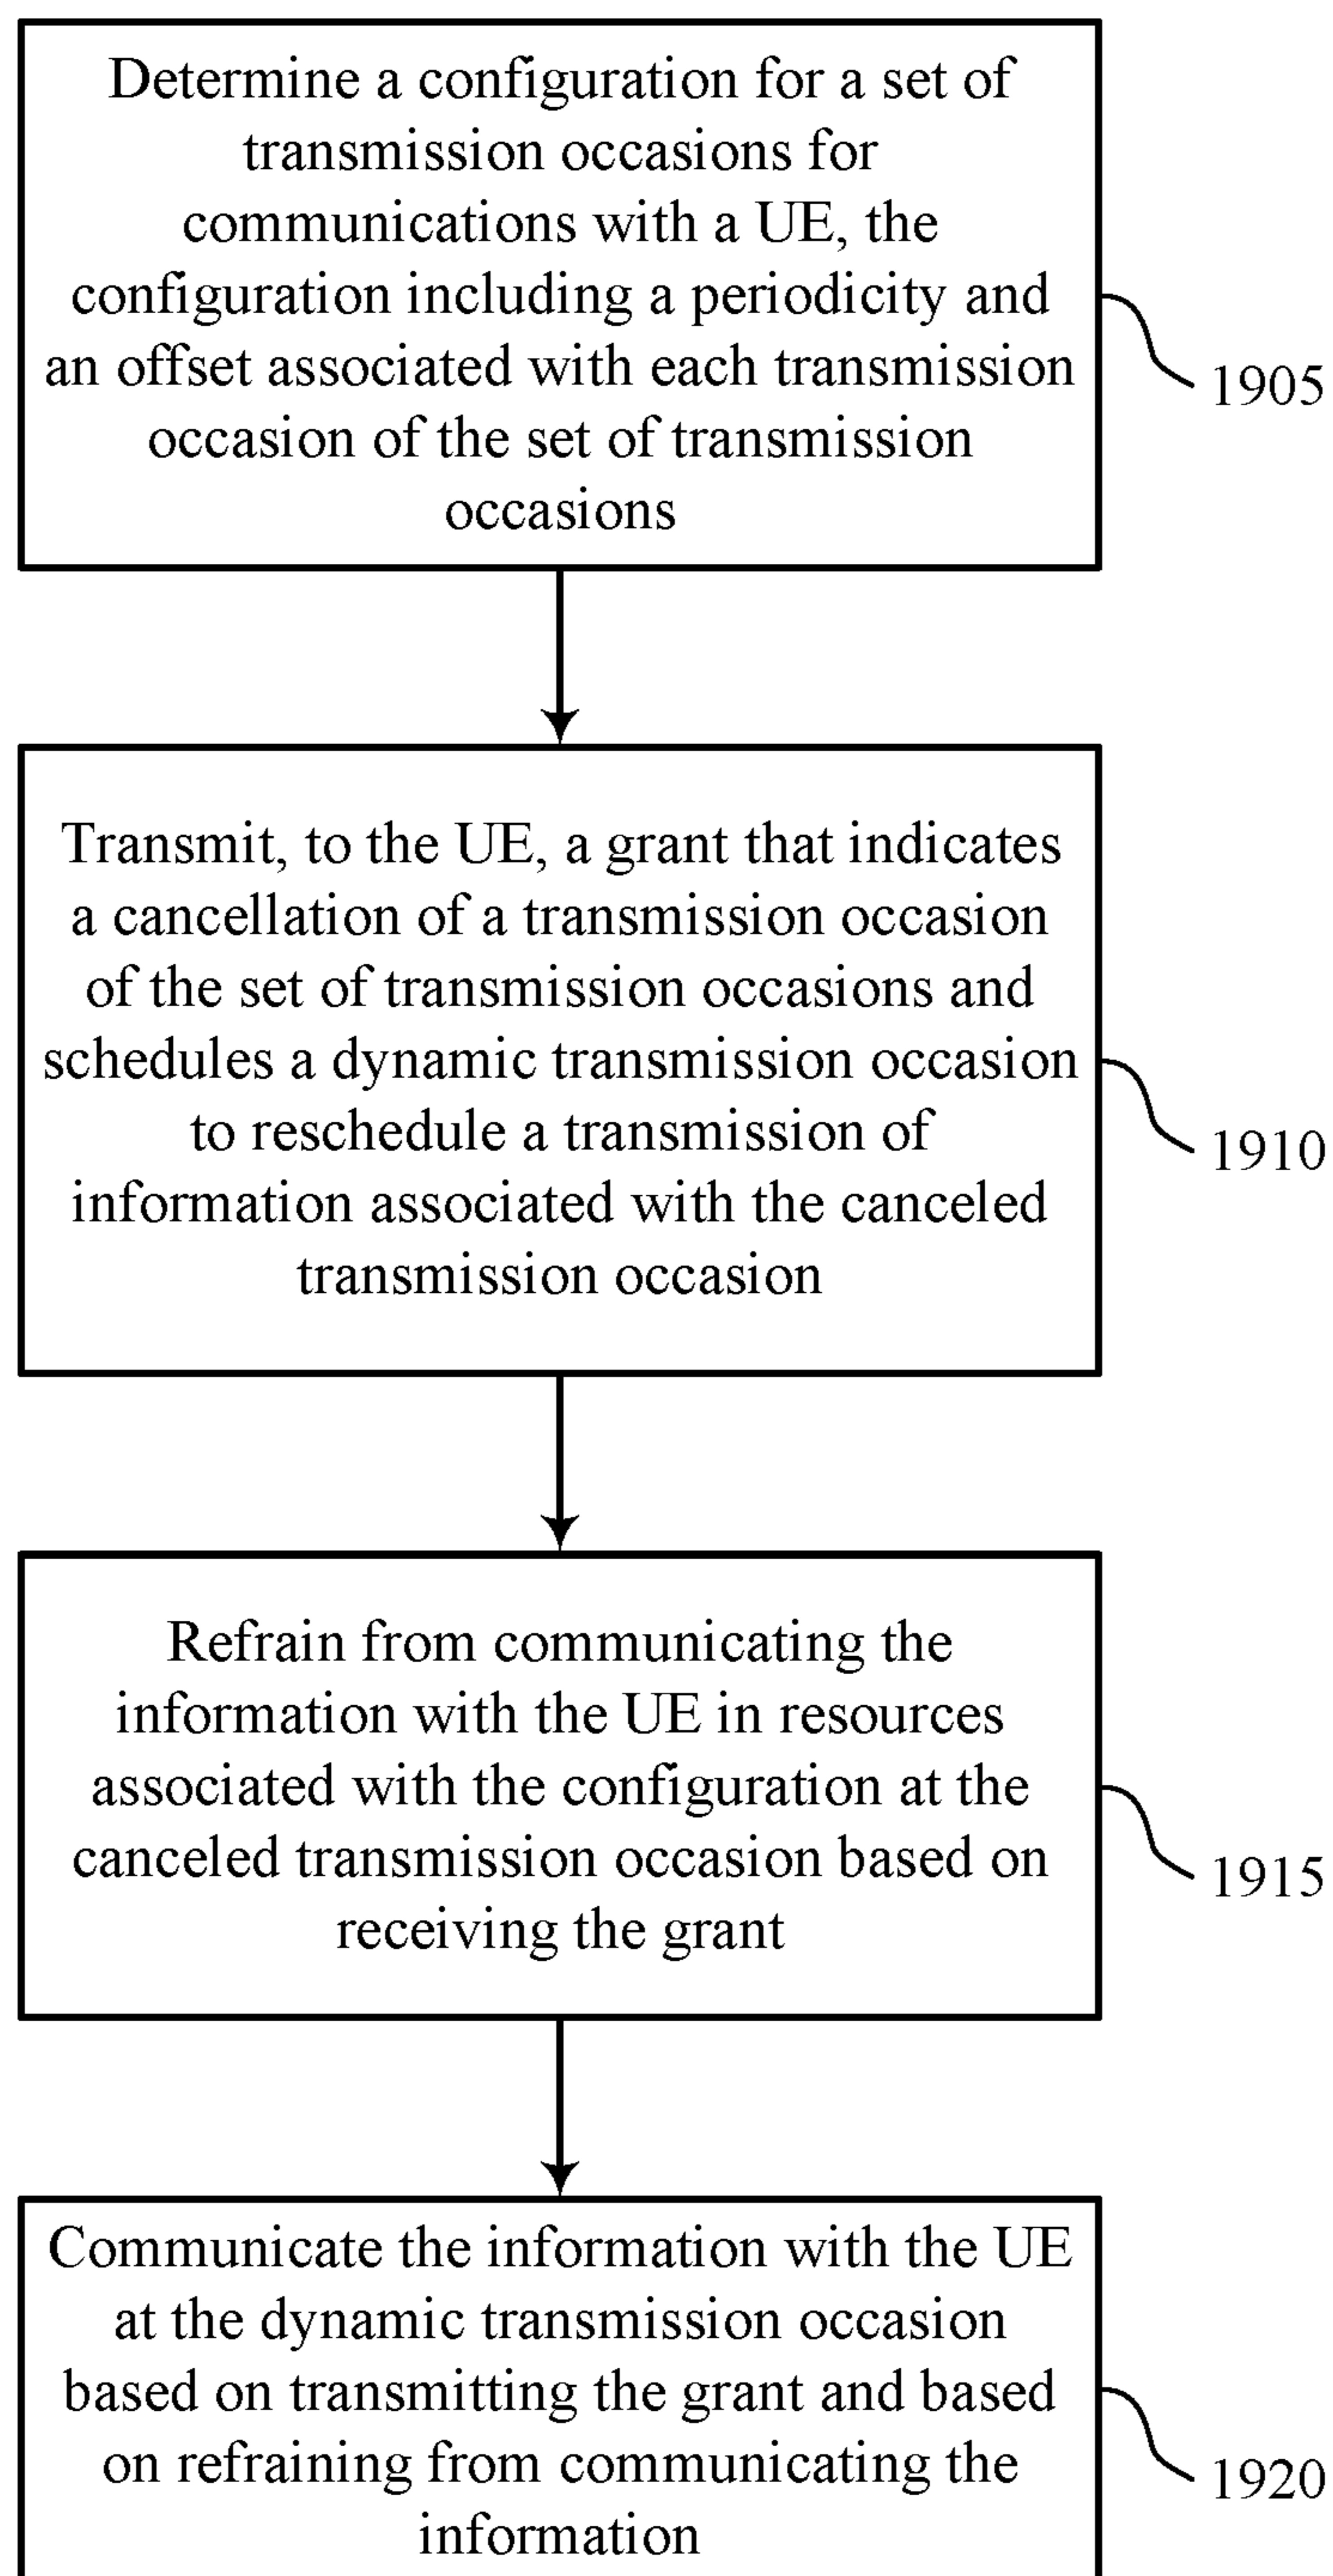 Determine a configuration for a set of
transmission occasions for
communications with a UE, the
configuration including a periodicity and
an offset associated with each transmission
occasion of the set of transmission
occasions
1905
Transmit, to the UE, a grant that indicates
a cancellation of a transmission occasion
of the set of transmission occasions and
schedules a dynamic transmission occasion
to reschedule a transmission of
information associated with the canceled
transmission occasion
1910
Refrain from communicating the
information with the UE in resources
associated with the configuration at the
canceled transmission occasion based on
receiving the grant
1915
Communicate the information with the UE
at the dynamic transmission occasion
based on transmitting the grant and based
on refraining from communicating the
information
1920